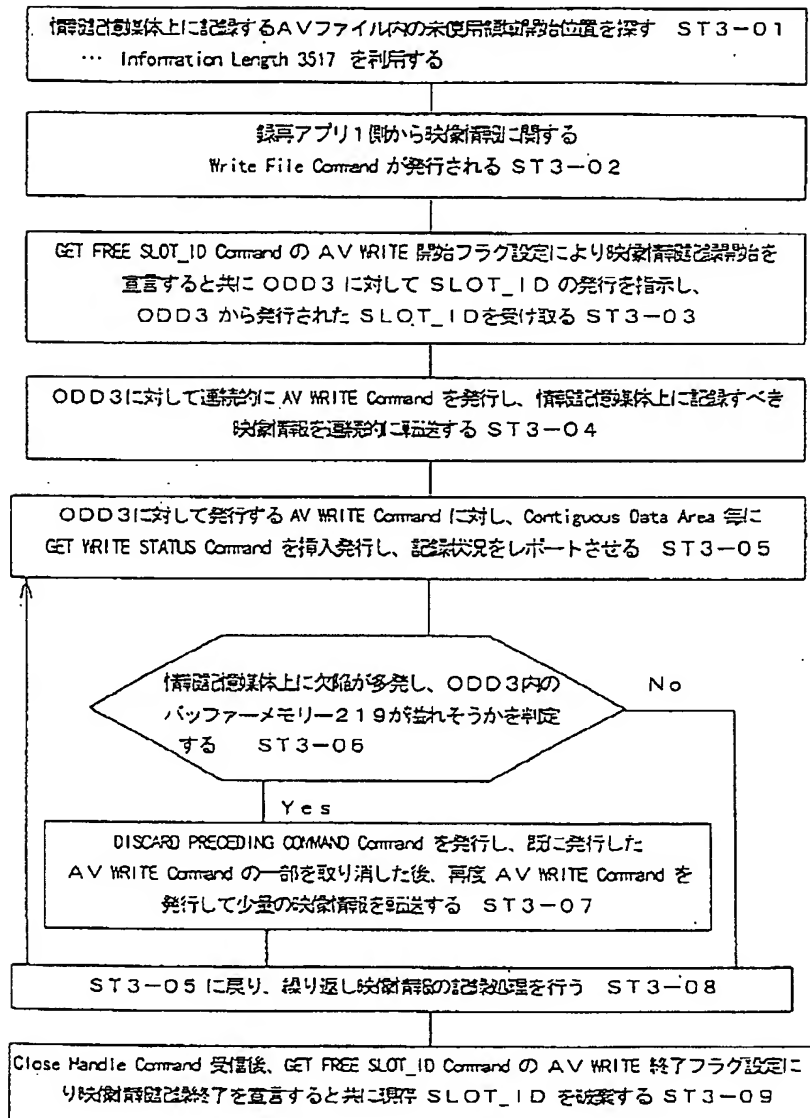 情報記憶媒体上に記録するＡＶファイル内の未使用領域開始位置を探す　ＳＴ３－０１
… Information Length 3517 を利用する
録再アプリ１側から映像情報に関する
Write File Command が発行される ＳＴ３－０２
GET FREE SLOT_ID Command の ＡＶ WRITE 開始フラグ設定により映像情報記録開始を
宣言すると共に ＯＤＤ３ に対して ＳＬＯＴ_ＩＤ の発行を指示し、
ＯＤＤ３ から発行された ＳＬＯＴ_ＩＤを受け取る ＳＴ３－０３
ＯＤＤ３に対して連続的に AV WRITE Command を発行し、情報記憶媒体上に記録すべき
映像情報を連続的に転送する ＳＴ３－０４
ＯＤＤ３に対して発行する AV WRITE Command に対し、Contiguous Data Area 毎に
GET WRITE STATUS Command を挿入発行し、記録状況をレポートさせる　ＳＴ３－０５
情報記憶媒体上に欠陥が多発し、ＯＤＤ３内の
バッファーメモリー２１９が溢れそうかを判定
する　ＳＴ３－０６
Ｎｏ
Ｙｅｓ
DISCARD PRECEDING COMMAND Command を発行し、既に発行した
ＡＶ WRITE Command の一部を取り消した後、再度 ＡＶ WRITE Command を
発行して少量の映像情報を転送する　ＳＴ３－０７
ＳＴ３－０５ に戻り、繰り返し映像情報の記録処理を行う　ＳＴ３－０８
Close Handle Command 受信後、GET FREE SLOT_ID Command の ＡＶ WRITE 終了フラグ設定に
り映像情報記録終了を宣言すると共に現存 ＳＬＯＴ_ＩＤ を破棄する ＳＴ３－０９